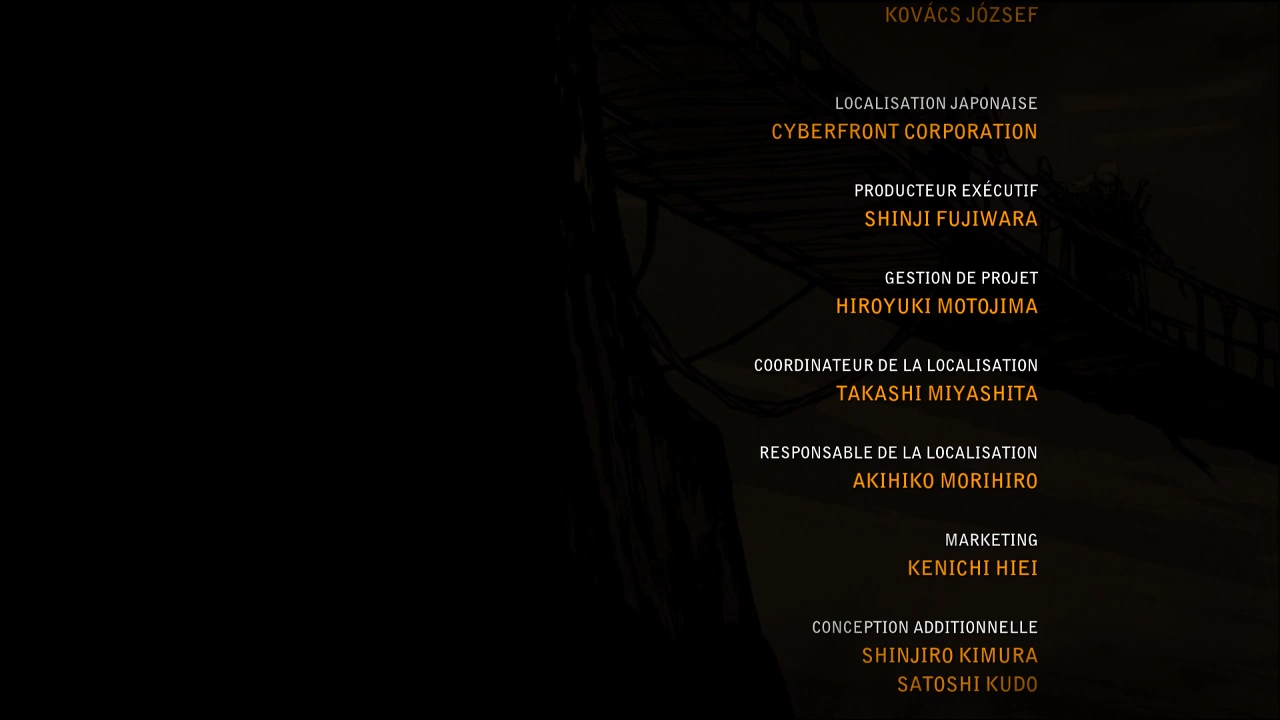 KOVÁCS JÓZSEF
LOCALISATION JAPONAISE
CYBERFRONT CORPORATION
PRODUCTEUR EXÉCUTIF
SHINJI FUJIWARA
GESTION DE PROJET
HIROYUKI MOTOJIMA
COORDINATEUR DE LA LOCALISATION
TAKASHI MIYASHITA
RESPONSABLE DE LA LOCALISATION
AKIHIKO MORIHIRO
MARKETING
KENICHI HIEI
CONCEPTION ADDITIONNELLE
SHINJIRO KIMURA
SATOSHI KUDO